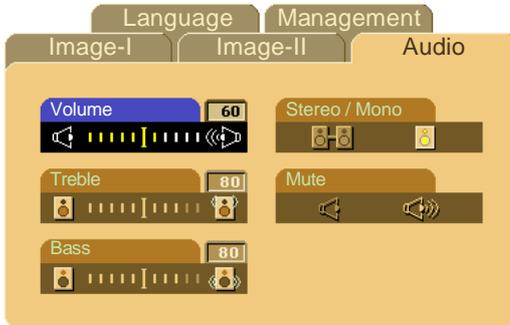 Language Management
Image-I Image-II Audio
Volume 60
Stereo / Mono
Treble 80
Mute
Bass 80